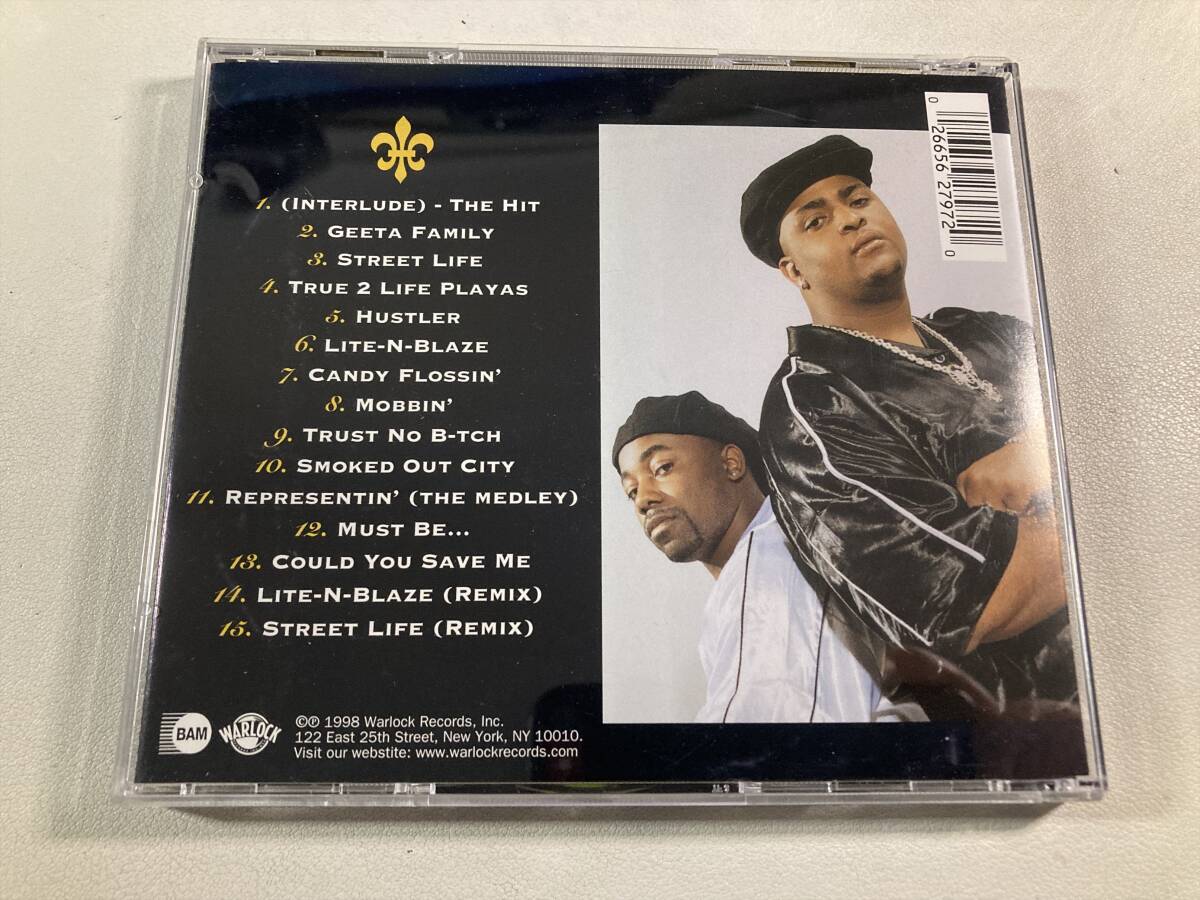 1. (Interlude) - The Hit
2. Geeta Family
3. Street Life
4. True 2 Life Playas
5. Hustler
6. Lite-N-Blaze
7. Candy Flossin'
8. Mobbin'
9. Trust No B-tch
10. Smoked Out City
11. Representin' (the medley)
12. Must Be...
13. Could You Save Me
14. Lite-N-Blaze (Remix)
15. Street Life (Remix)
BAM
WARLOCK
©℗ 1998 Warlock Records, Inc.
122 East 25th Street, New York, NY 10010.
Visit our webstite: www.warlockrecords.com
0 26656 27972 0